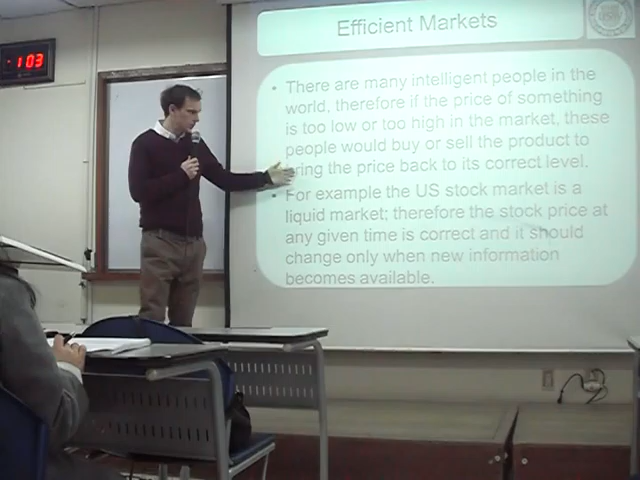 Efficient Markets
1:03
• There are many intelligent people in the
world, therefore if the price of something
is too low or too high in the market, these
people would buy or sell the product to
bring the price back to its correct level.
• For example the US stock market is a
liquid market; therefore the stock price at
any given time is correct and it should
change only when new information
becomes available.